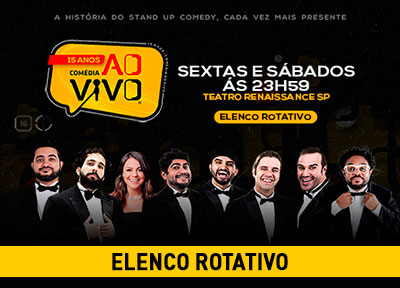 A HISTÓRIA DO STAND UP COMEDY, CADA VEZ MAIS PRESENTE
15 ANOS
COMÉDIA
AO
VIVO
SEXTAS E SÁBADOS
ÁS 23H59
TEATRO RENAISSANCE SP
ELENCO ROTATIVO
16
ELENCO ROTATIVO